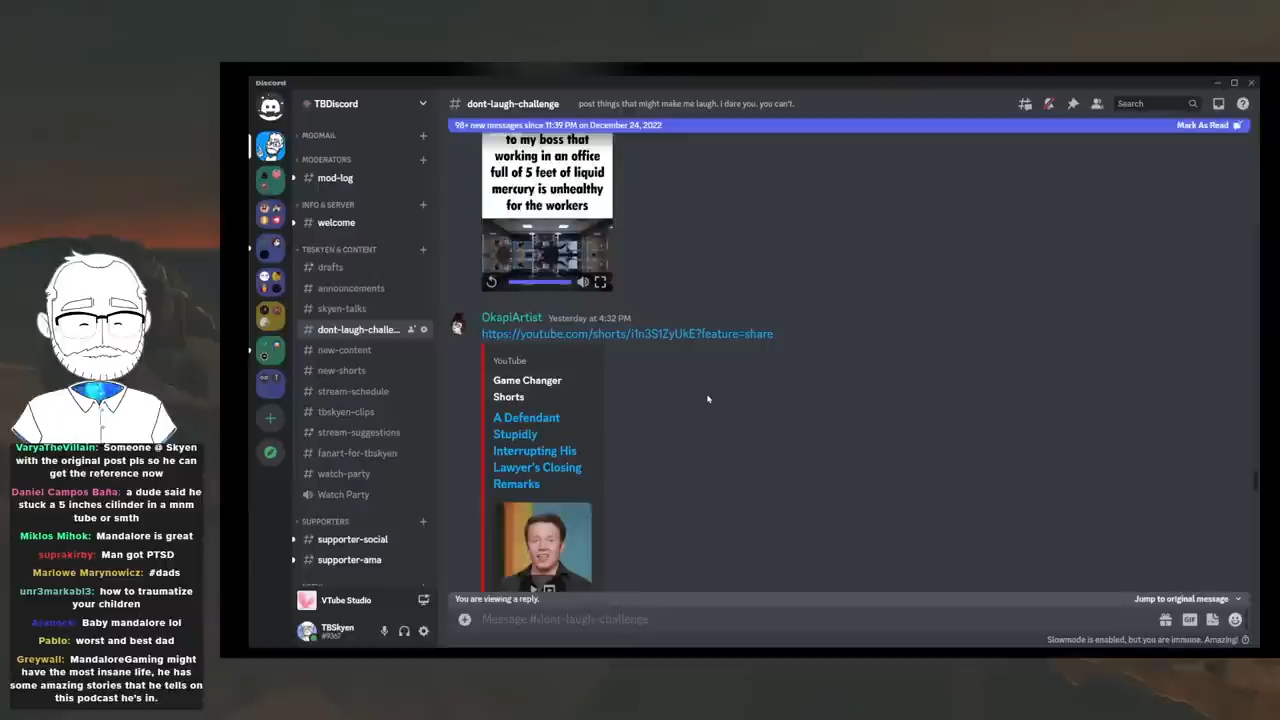 Discord
TBDiscord
MODMAIL
MODERATORS
mod-log
INFO & SERVER
welcome
TBSKYEN & CONTENT
drafts
announcements
skyen-talks
dont-laugh-challe...
new-content
new-shorts
stream-schedule
tbskyen-clips
stream-suggestions
fanart-for-tbskyen
watch-party
Watch Party
SUPPORTERS
supporter-social
supporter-ama
VTube Studio
TBSkyen
#9367
dont-laugh-challenge
post things that might make me laugh. i dare you. you can't.
Search
98+ new messages since 11:39 PM on December 24, 2022
Mark As Read
to my boss that
working in an office
full of 5 feet of liquid
mercury is unhealthy
for the workers
OkapiArtist Yesterday at 4:32 PM
https://youtube.com/shorts/i1n3S1ZyUkE?feature=share
YouTube
Game Changer
Shorts
A Defendant
Stupidly
Interrupting His
Lawyer's Closing
Remarks
You are viewing a reply.
Jump to original message
Message #dont-laugh-challenge
GIF
Slowmode is enabled, but you are immune. Amazing!
VaryaTheVillain: Someone @ Skyen
with the original post pls so he can
get the reference now
Daniel Campos Baña: a dude said he
stuck a 5 inches cilinder in a mnm
tube or smth
Miklos Mihok: Mandalore is great
suprakirby: Man got PTSD
Marlowe Marynowicz: #dads
unr3markabl3: how to traumatize
your children
Baby mandalore lol
Pablo: worst and best dad
Greywall: MandaloreGaming might
have the most insane life, he has
some amazing stories that he tells on
this podcast he's in.